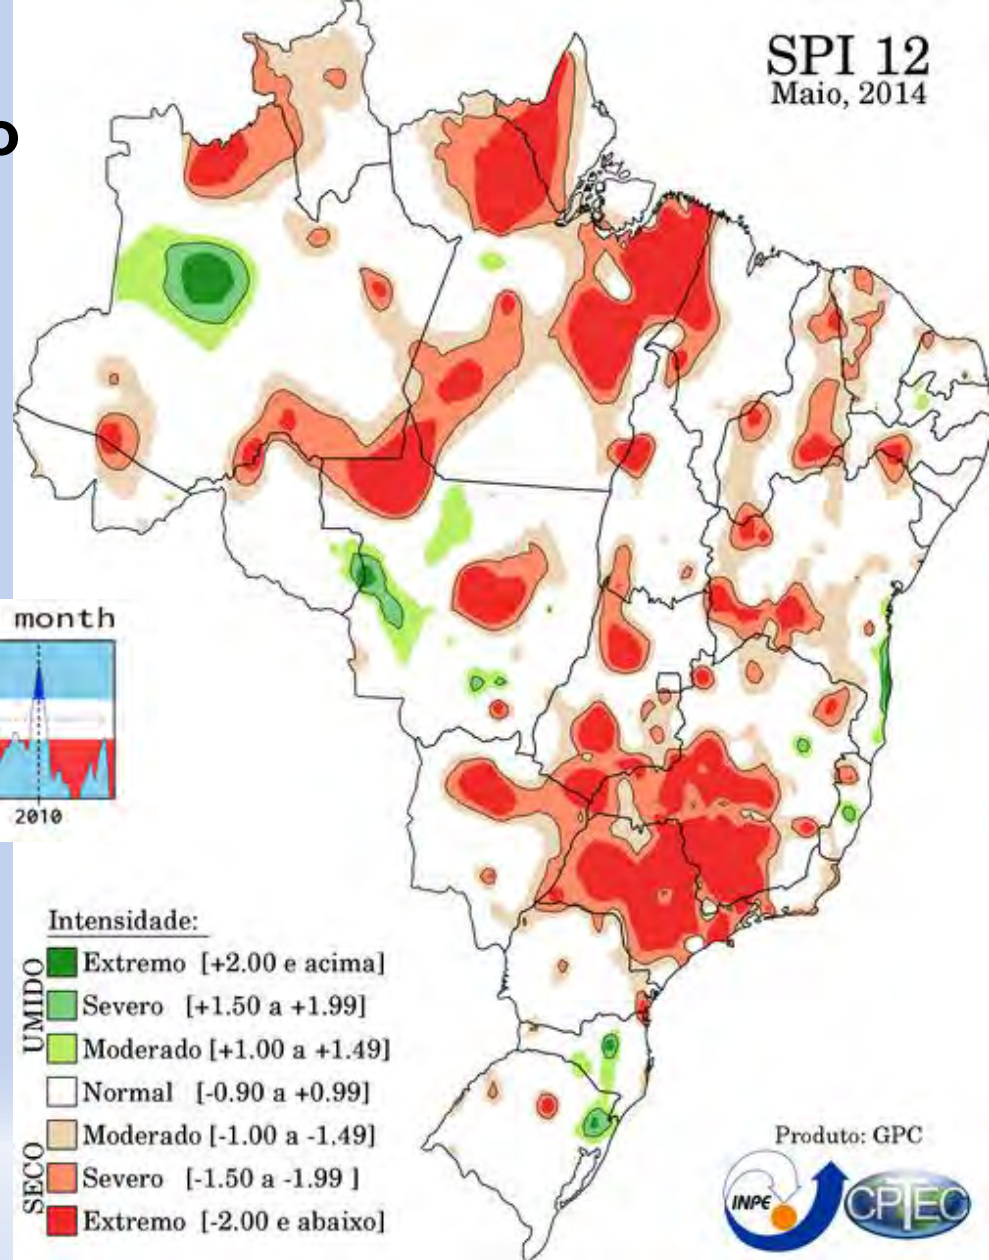 o
SPI 12
Maio, 2014
month
2010
Intensidade:
UMIDO
Extremo [+2.00 e acima]
Severo [+1.50 a +1.99]
Moderado [+1.00 a +1.49]
Normal [-0.90 a +0.99]
SECO
Moderado [-1.00 a -1.49]
Severo [-1.50 a -1.99 ]
Extremo [-2.00 e abaixo]
Produto: GPC
INPE
CPTEC